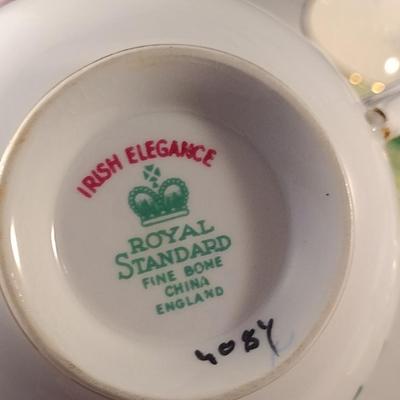 IRISH ELEGANCE
ROYAL
STANDARD
FINE BONE
CHINA
ENGLAND
4084